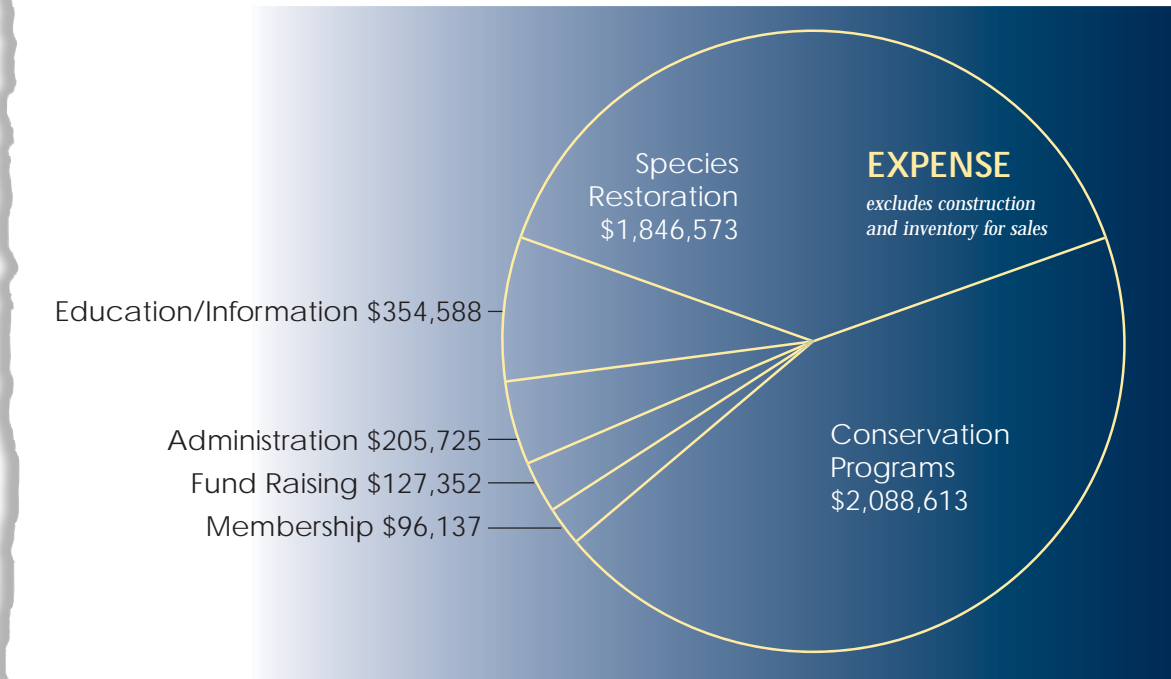 EXPENSE
excludes construction
and inventory for sales
Species
Restoration
$1,846,573
Education/Information $354,588
Administration $205,725
Fund Raising $127,352
Membership $96,137
Conservation
Programs
$2,088,613